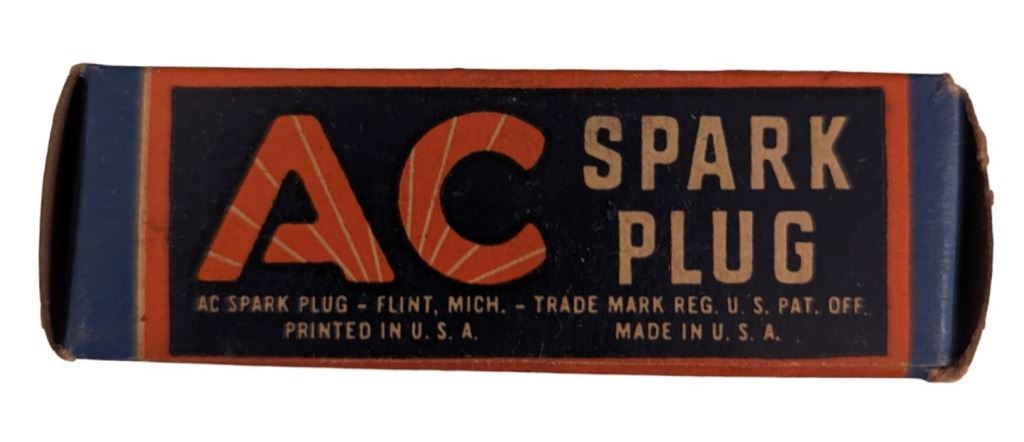 AC SPARK
PLUG
AC SPARK PLUG - FLINT, MICH. - TRADE MARK REG. U. S. PAT. OFF.
PRINTED IN U. S. A. MADE IN U. S. A.